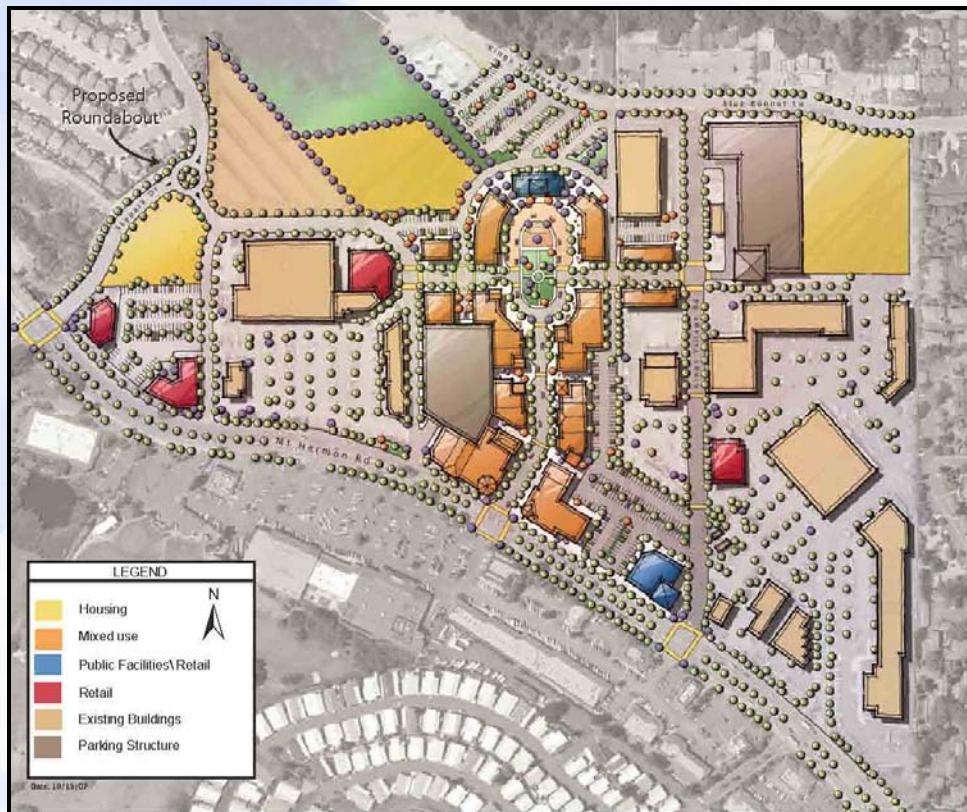 Proposed
Roundabout
Blue Bonnet Ln
Mt Hermon Rd
LEGEND
N
Housing
Mixed use
Public Facilities\Retail
Retail
Existing Buildings
Parking Structure